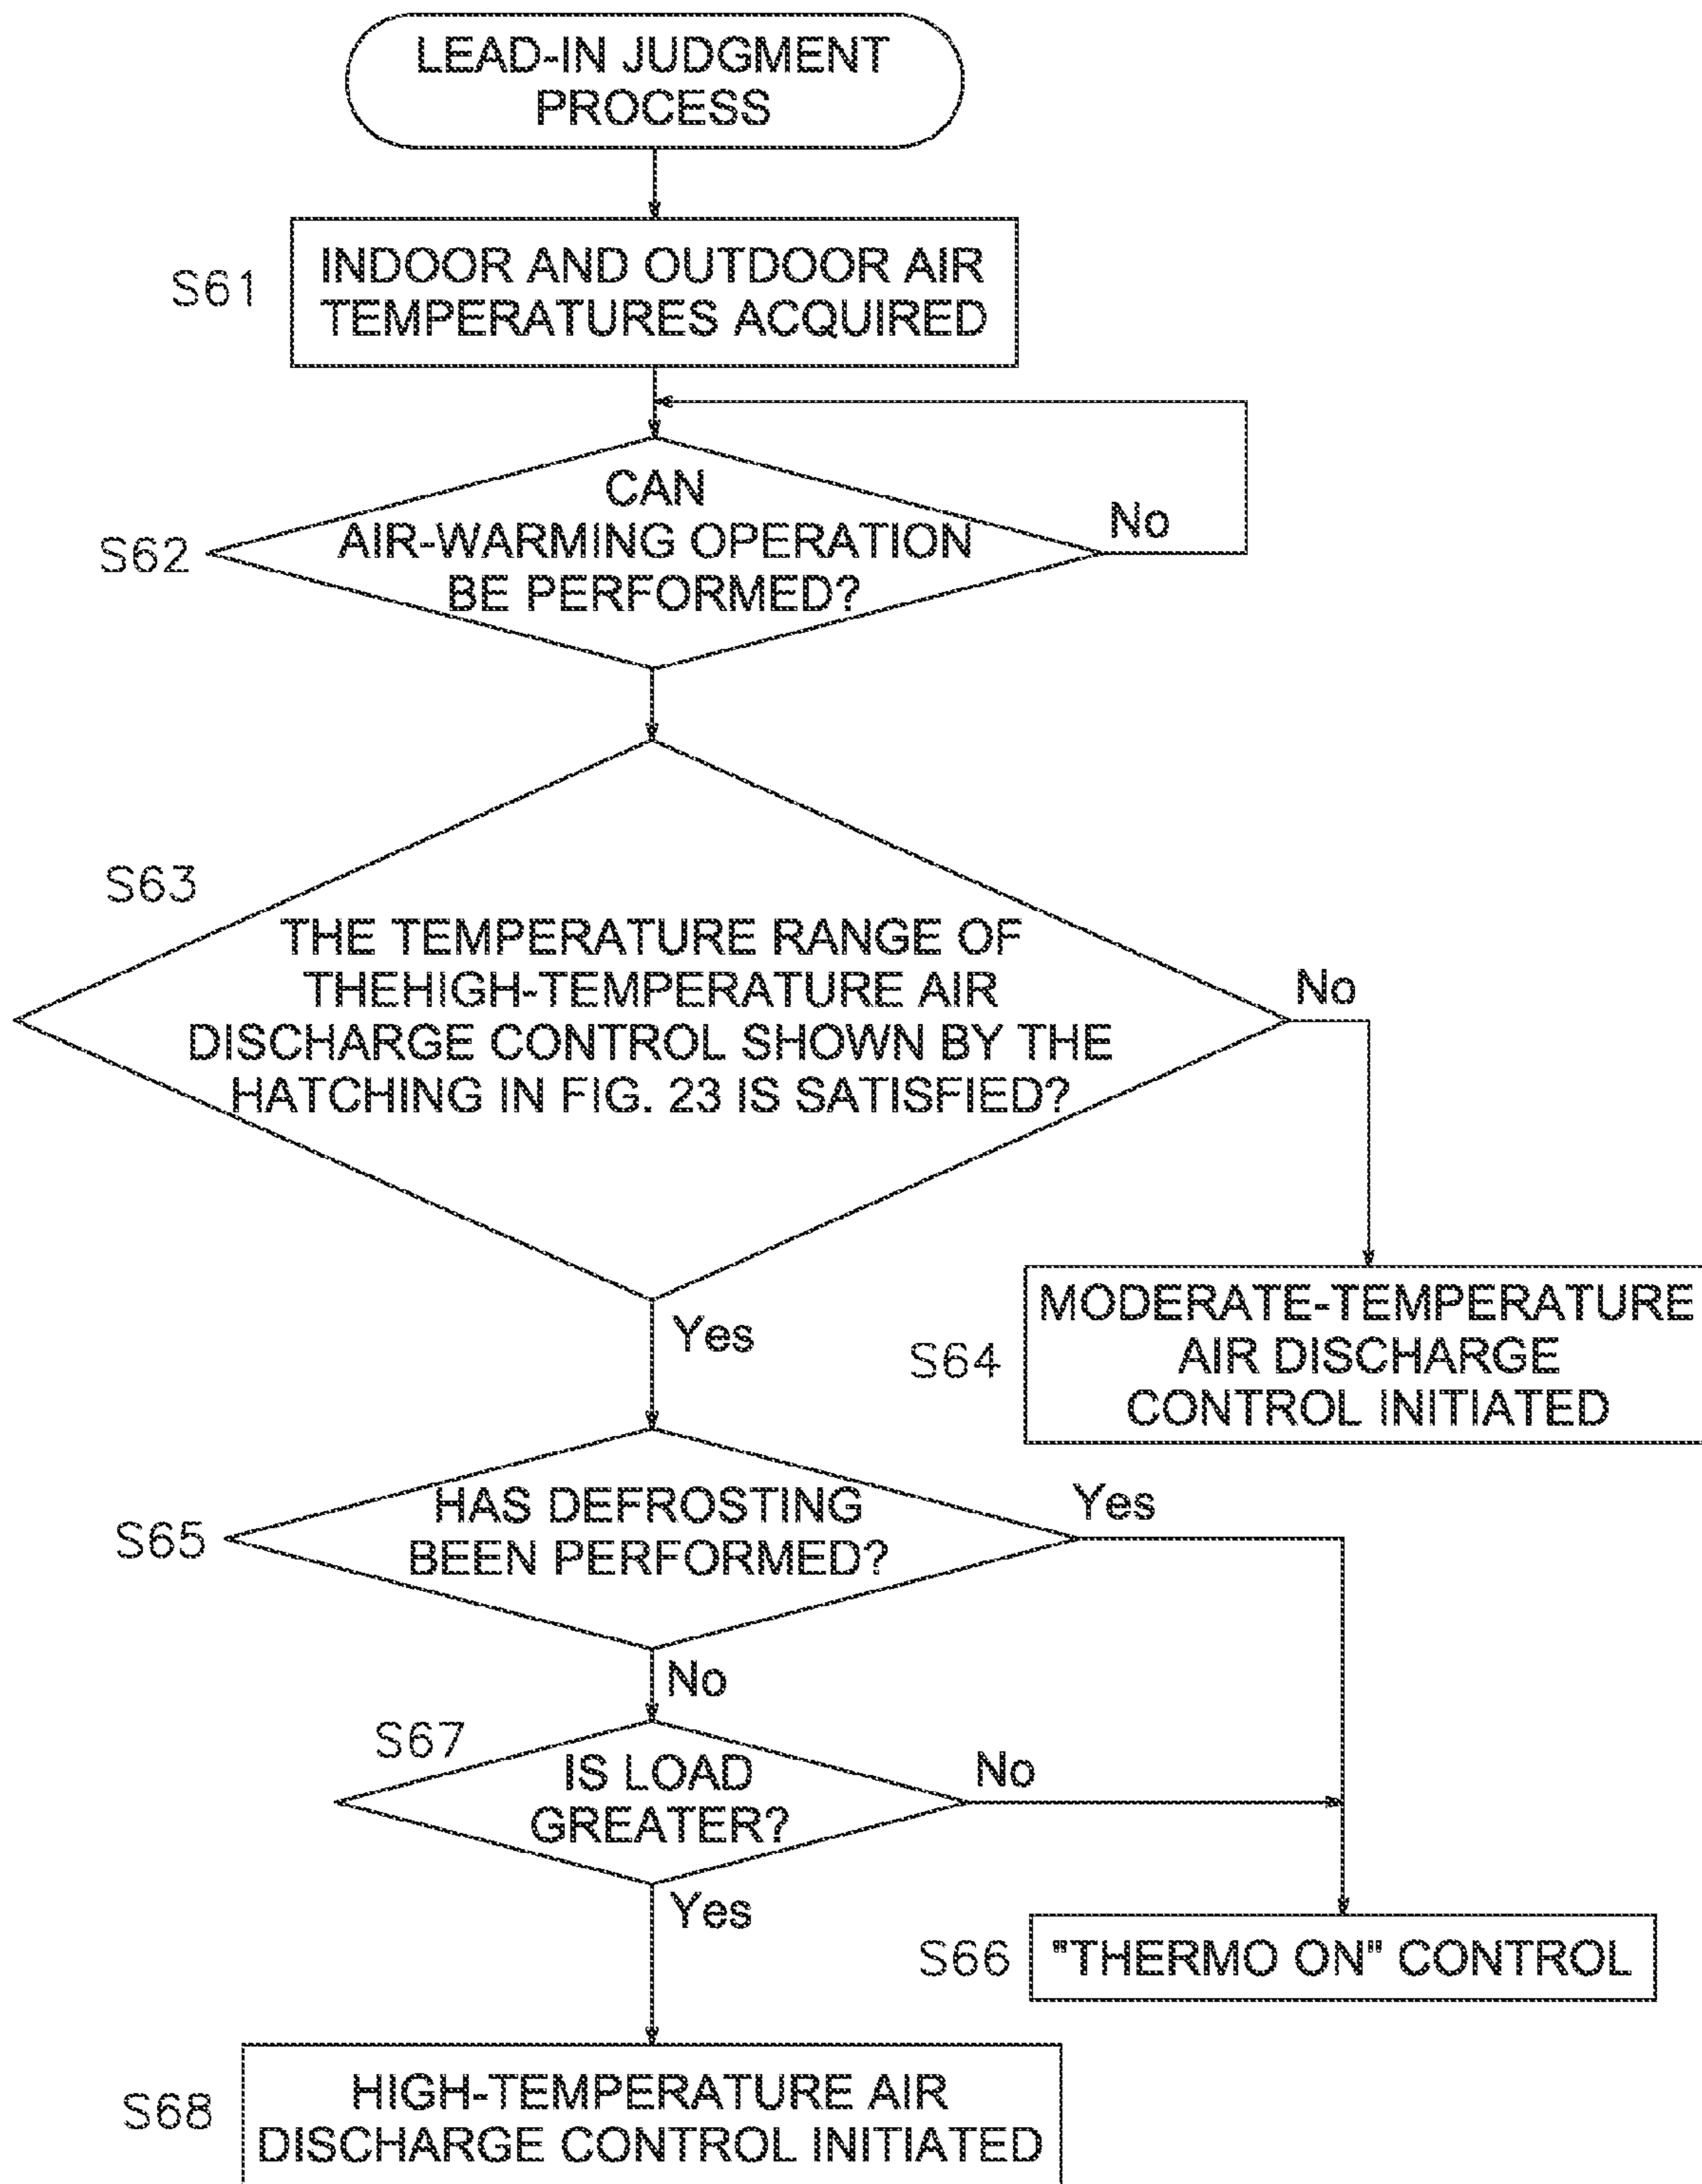 LEAD-IN JUDGMENT
PROCESS
S61
INDOOR AND OUTDOOR AIR
TEMPERATURES ACQUIRED
S62
CAN
AIR-WARMING OPERATION
BE PERFORMED?
No
S63
THE TEMPERATURE RANGE OF
THEHIGH-TEMPERATURE AIR
DISCHARGE CONTROL SHOWN BY THE
HATCHING IN FIG. 23 IS SATISFIED?
No
Yes
S64
MODERATE-TEMPERATURE
AIR DISCHARGE
CONTROL INITIATED
S65
HAS DEFROSTING
BEEN PERFORMED?
Yes
No
S67
IS LOAD
GREATER?
No
Yes
S66
"THERMO ON" CONTROL
S68
HIGH-TEMPERATURE AIR
DISCHARGE CONTROL INITIATED